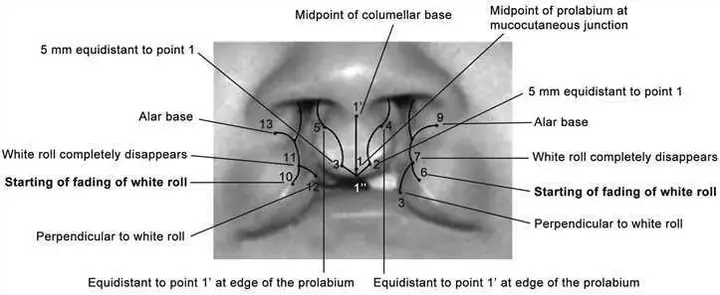 Midpoint of prolabium at
mucocutaneous junction
Midpoint of columellar base
5 mm equidistant to point 1
5 mm equidistant to point 1
1'
Alar base
13
5
4
9
Alar base
White roll completely disappears
11
3
1
2
7
White roll completely disappears
Starting of fading of white roll
10
12
1"
6
Starting of fading of white roll
3
Perpendicular to white roll
Perpendicular to white roll
Equidistant to point 1' at edge of the prolabium
Equidistant to point 1' at edge of the prolabium